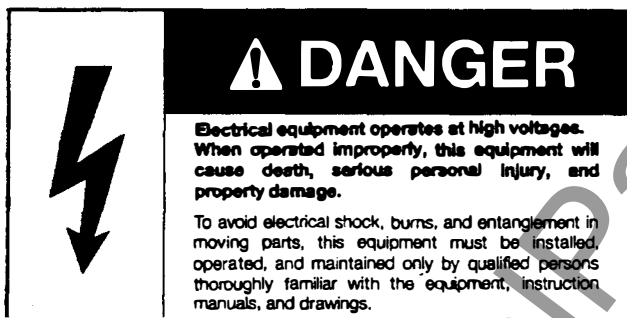 DANGER
Electrical equipment operates at high voltages.
When operated improperly, this equipment will
cause death, serious personal injury, and
property damage.
To avoid electrical shock, burns, and entanglement in
moving parts, this equipment must be installed,
operated, and maintained only by qualified persons
thoroughly familiar with the equipment, instruction
manuals, and drawings.